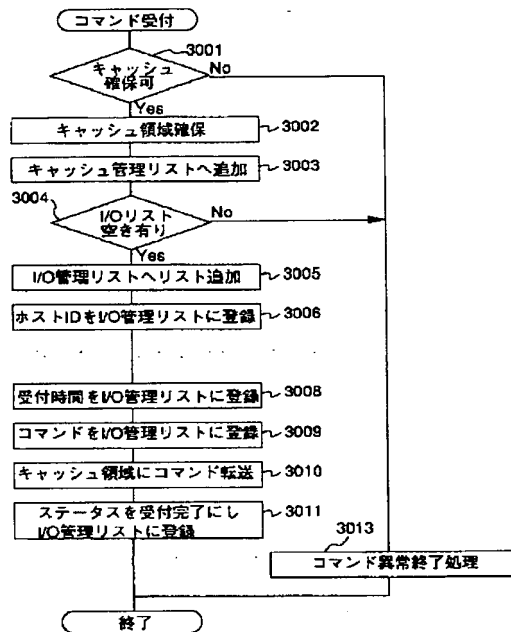 コマンド受付
3001
キャッシュ
確保可
No
Yes
キャッシュ領域確保
3002
キャッシュ管理リストへ追加
3003
3004
I/Oリスト
空き有り
No
Yes
I/O管理リストへリスト追加
3005
ホストIDをI/O管理リストに登録
3006
受付時間をI/O管理リストに登録
3008
コマンドをI/O管理リストに登録
3009
キャッシュ領域にコマンド転送
3010
ステータスを受付完了にし
I/O管理リストに登録
3011
3013
コマンド異常終了処理
終了